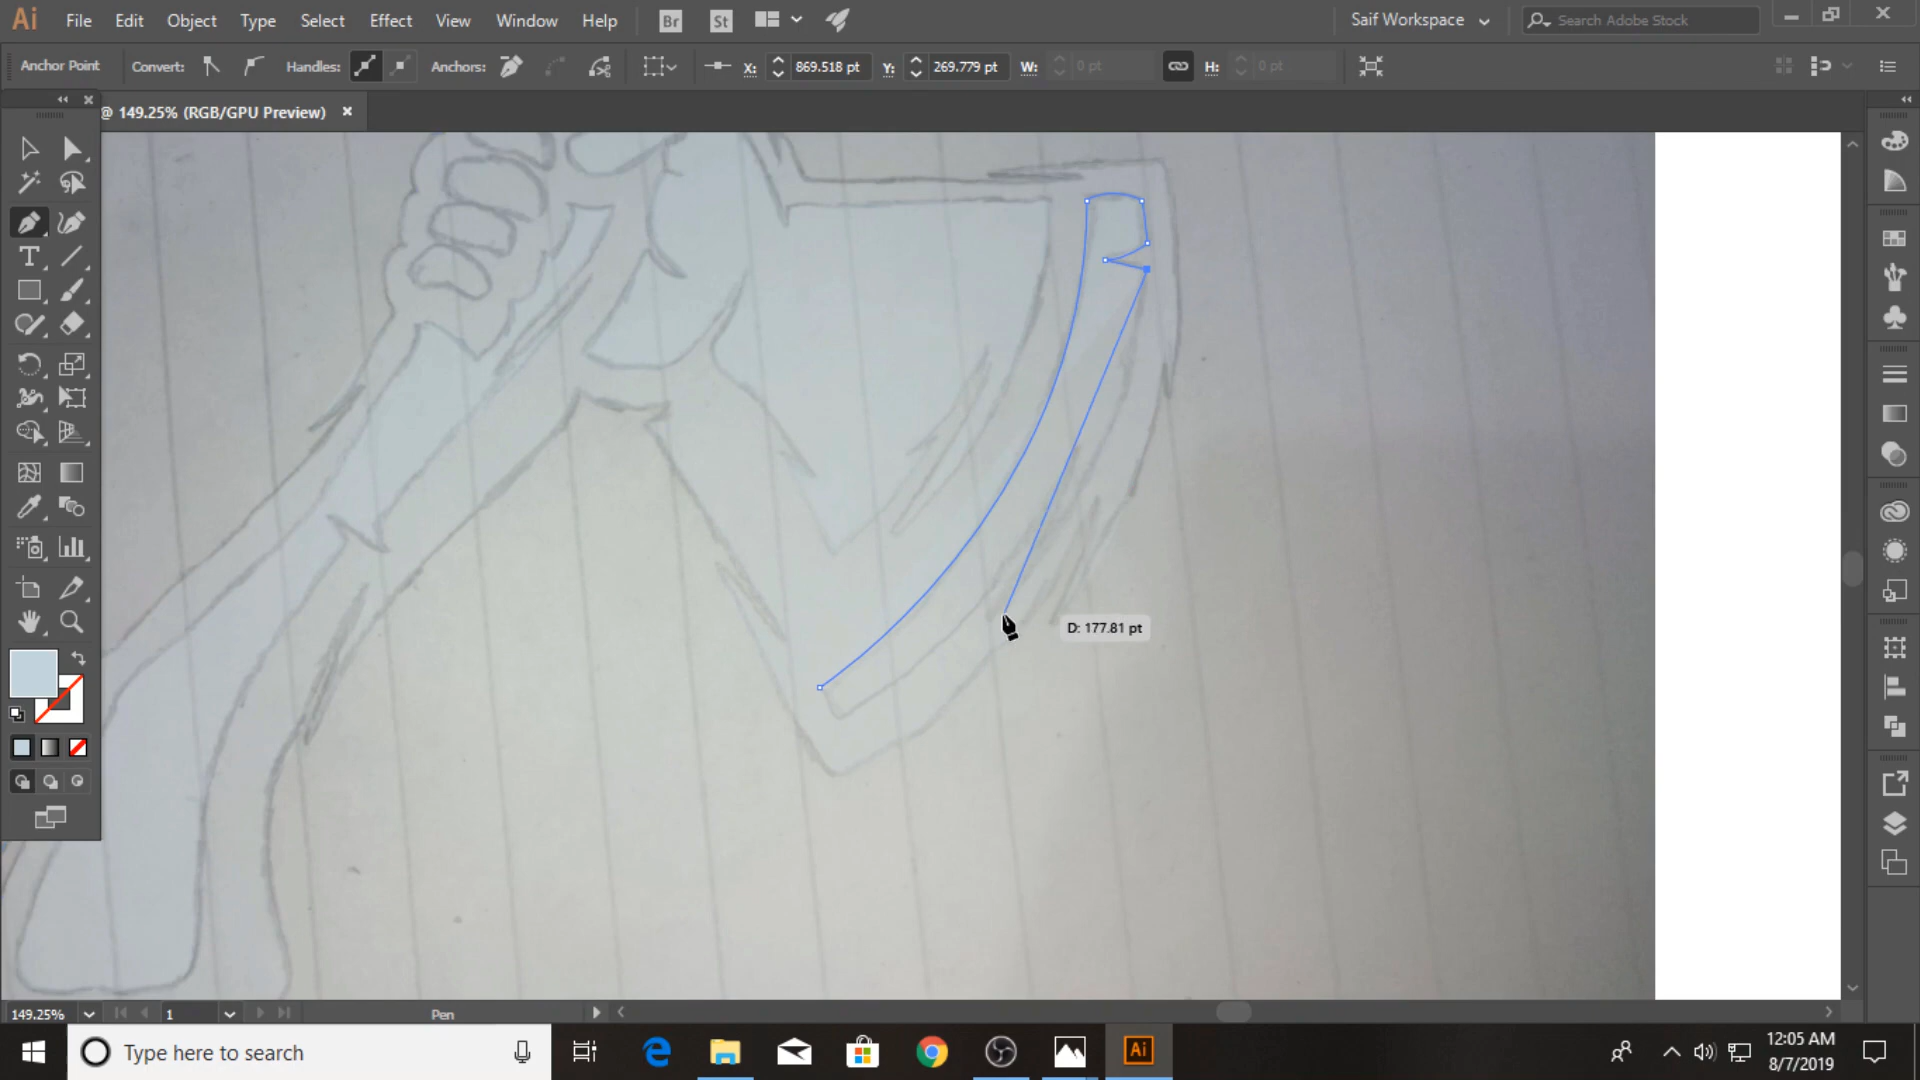 Ai File Edit Object Type Select Effect View Window Help Br St Saif Workspace Search Adobe Stock
Anchor Point Convert: Handles: Anchors: X: 869.518 pt Y: 269.779 pt W: 0 pt H: 0 pt
@ 149.25% (RGB/GPU Preview)
T
D: 177.81 pt
149.25% 1 Pen
Type here to search Ai 12:05 AM
8/7/2019